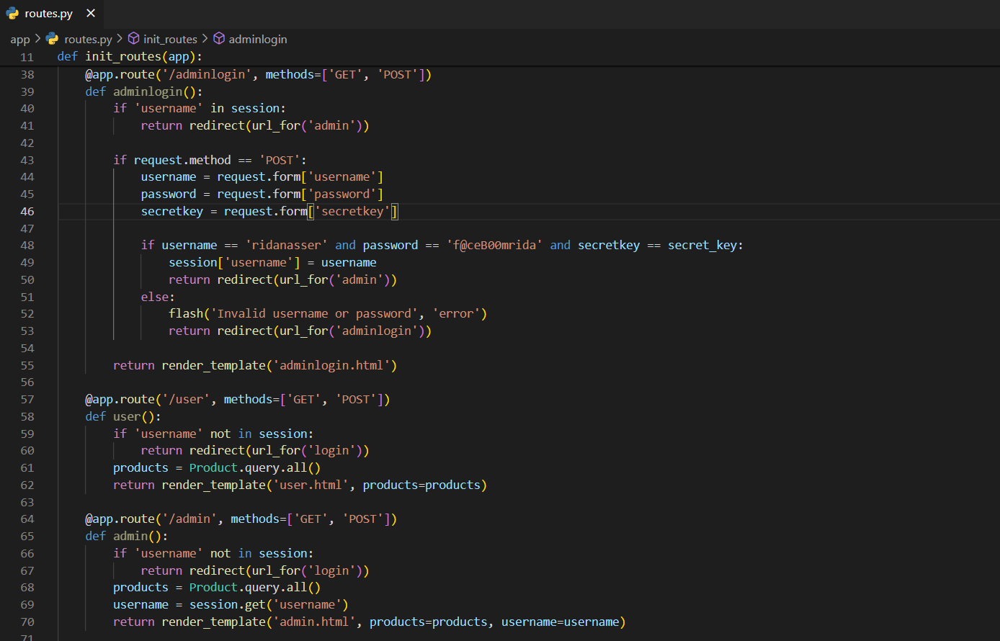 routes.py
app > routes.py > init_routes > adminlogin
11 def init_routes(app):
38 @app.route('/adminlogin', methods=['GET', 'POST'])
39 def adminlogin():
40 if 'username' in session:
41 return redirect(url_for('admin'))
42
43 if request.method == 'POST':
44 username = request.form['username']
45 password = request.form['password']
46 secretkey = request.form['secretkey']
47
48 if username == 'ridanasser' and password == 'f@ceB00mrida' and secretkey == secret_key:
49 session['username'] = username
50 return redirect(url_for('admin'))
51 else:
52 flash('Invalid username or password', 'error')
53 return redirect(url_for('adminlogin'))
54
55 return render_template('adminlogin.html')
56
57 @app.route('/user', methods=['GET', 'POST'])
58 def user():
59 if 'username' not in session:
60 return redirect(url_for('login'))
61 products = Product.query.all()
62 return render_template('user.html', products=products)
63
64 @app.route('/admin', methods=['GET', 'POST'])
65 def admin():
66 if 'username' not in session:
67 return redirect(url_for('login'))
68 products = Product.query.all()
69 username = session.get('username')
70 return render_template('admin.html', products=products, username=username)
71